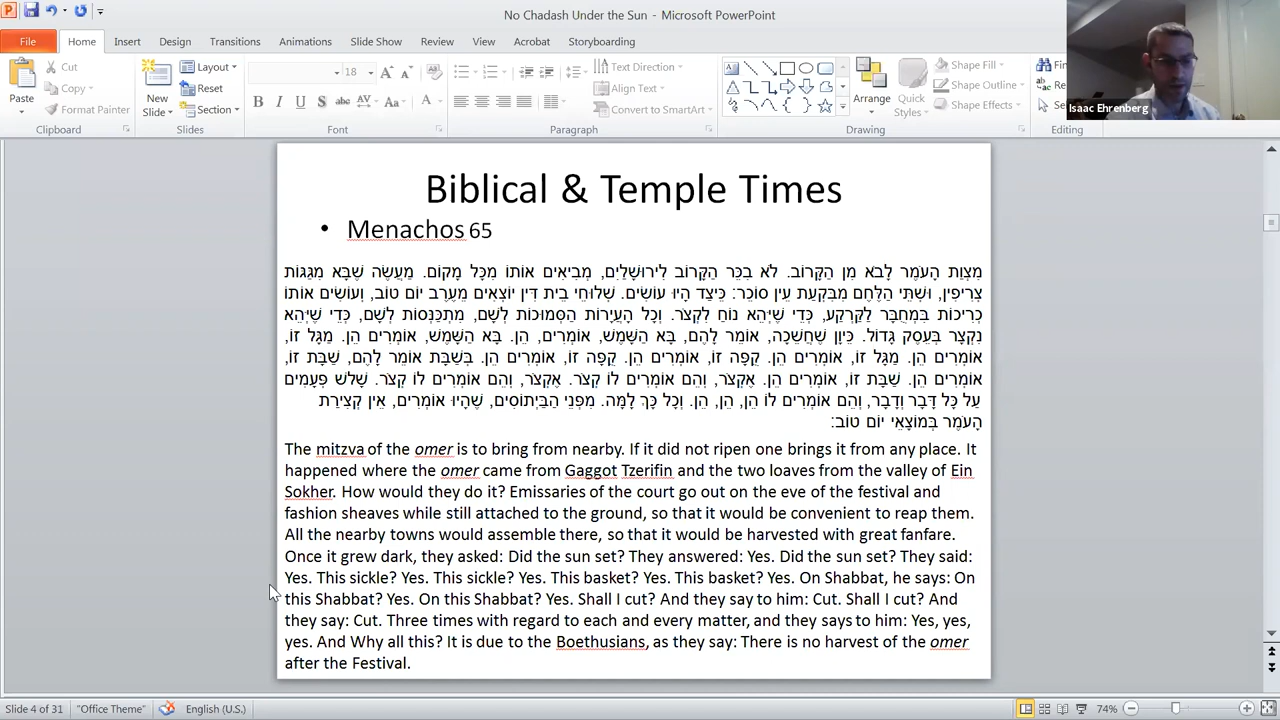 No Chadash Under the Sun - Microsoft PowerPoint
File Home Insert Design Transitions Animations Slide Show Review View Acrobat Storyboarding
Paste
Cut
Copy
Format Painter
Clipboard
New Slide
Layout
Reset
Section
Slides
18
B I U S abc AV Aa A
Font
Text Direction
Align Text
Convert to SmartArt
Paragraph
Arrange
Quick Styles
Shape Fill
Shape Outline
Shape Effects
Drawing
Editing
Isaac Ehrenberg
Biblical & Temple Times
• Menachos 65
מִצְוַת הָעֹמֶר לָבֹא מִן הַקָּרוֹב. לֹא בִכֵּר הַקָּרוֹב לִירוּשָׁלַיִם, מְבִיאִים אוֹתוֹ מִכָּל מָקוֹם. מַעֲשֶׂה שֶׁבָּא מִגַּגּוֹת
צְרִיפִין, וּשְׁתֵּי הַלֶּחֶם מִבִּקְעַת עֵין סוֹכֵר: כֵּיצַד הָיוּ עוֹשִׂים. שְׁלוּחֵי בֵית דִּין יוֹצְאִים מֵעֶרֶב יוֹם טוֹב, וְעוֹשִׂים אוֹתוֹ
כְרִיכוֹת בִּמְחֻבָּר לַקַּרְקַע, כְּדֵי שֶׁיְּהֵא נוֹחַ לִקְצֹר. וְכָל הָעֲיָרוֹת הַסְּמוּכוֹת לְשָׁם, מִתְכַּנְּסוֹת לְשָׁם, כְּדֵי שֶׁיְּהֵא
נִקְצָר בְּעֵסֶק גָּדוֹל. כֵּיוָן שֶׁחֲשֵׁכָה, אוֹמֵר לָהֶם, בָּא הַשָּׁמֶשׁ, אוֹמְרִים, הֵן. בָּא הַשָּׁמֶשׁ, אוֹמְרִים הֵן. מַגָּל זוֹ,
אוֹמְרִים הֵן. מַגָּל זוֹ, אוֹמְרִים הֵן. קֻפָּה זוֹ, אוֹמְרִים הֵן. קֻפָּה זוֹ, אוֹמְרִים הֵן. בְּשַׁבָּת אוֹמֵר לָהֶם, שַׁבָּת זוֹ,
אוֹמְרִים הֵן. שַׁבָּת זוֹ, אוֹמְרִים הֵן. אֶקְצֹר, וְהֵם אוֹמְרִים לוֹ קְצֹר. אֶקְצֹר, וְהֵם אוֹמְרִים לוֹ קְצֹר. שָׁלֹשׁ פְּעָמִים
עַל כָּל דָּבָר וְדָבָר, וְהֵם אוֹמְרִים לוֹ הֵן, הֵן, הֵן. וְכָל כָּךְ לָמָּה. מִפְּנֵי הַבַּיְתוֹסִים, שֶׁהָיוּ אוֹמְרִים, אֵין קְצִירַת
הָעֹמֶר בְּמוֹצָאֵי יוֹם טוֹב:
The mitzva of the omer is to bring from nearby. If it did not ripen one brings it from any place. It
happened where the omer came from Gaggot Tzerifin and the two loaves from the valley of Ein
Sokher. How would they do it? Emissaries of the court go out on the eve of the festival and
fashion sheaves while still attached to the ground, so that it would be convenient to reap them.
All the nearby towns would assemble there, so that it would be harvested with great fanfare.
Once it grew dark, they asked: Did the sun set? They answered: Yes. Did the sun set? They said:
Yes. This sickle? Yes. This sickle? Yes. This basket? Yes. This basket? Yes. On Shabbat, he says: On
this Shabbat? Yes. On this Shabbat? Yes. Shall I cut? And they say to him: Cut. Shall I cut? And
they say: Cut. Three times with regard to each and every matter, and they says to him: Yes, yes,
yes. And Why all this? It is due to the Boethusians, as they say: There is no harvest of the omer
after the Festival.
Slide 4 of 31 "Office Theme" English (U.S.) 74%